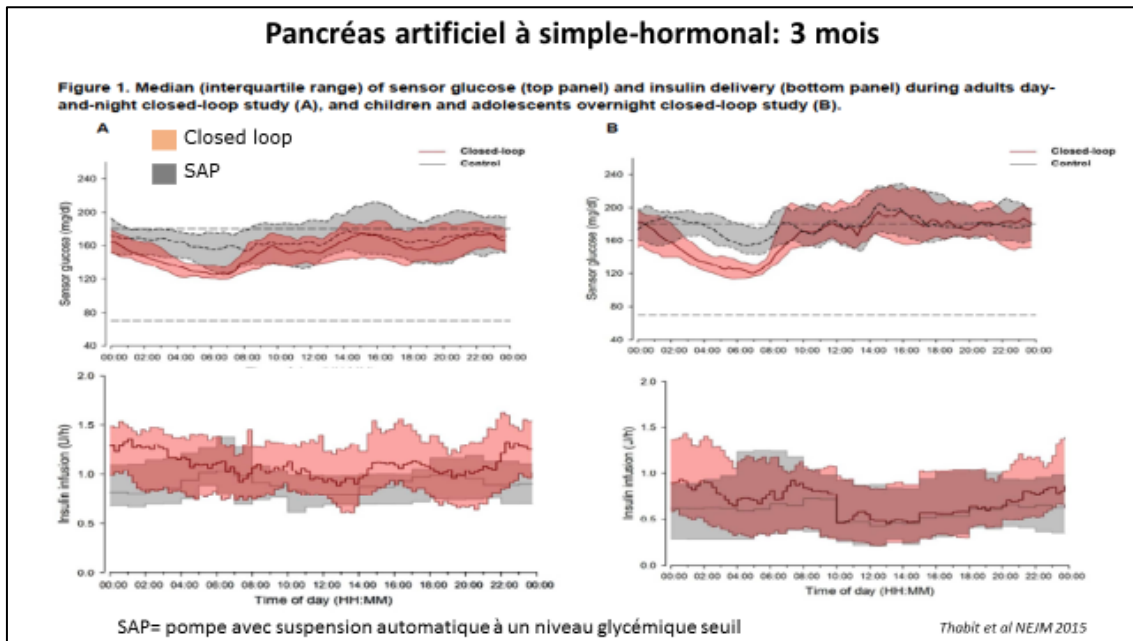 Pancréas artificiel à simple-hormonal: 3 mois
Figure 1. Median (interquartile range) of sensor glucose (top panel) and insulin delivery (bottom panel) during adults day-
and-night closed-loop study (A), and children and adolescents overnight closed-loop study (B).
A
Closed loop
SAP
Closed-loop
Control
Sensor glucose (mg/dl)
240
200
160
120
80
40
00:00 02:00 04:00 06:00 08:00 10:00 12:00 14:00 16:00 18:00 20:00 22:00 00:00
B
Closed-loop
Control
Sensor glucose (mg/dl)
240
200
160
120
80
40
00:00 02:00 04:00 06:00 08:00 10:00 12:00 14:00 16:00 18:00 20:00 22:00 00:00
Insulin infusion (U/h)
2.0
1.5
1.0
0.5
0.0
00:00 02:00 04:00 06:00 08:00 10:00 12:00 14:00 16:00 18:00 20:00 22:00 00:00
Time of day (HH:MM)
Insulin infusion (U/h)
2.0
1.5
1.0
0.5
0.0
00:00 02:00 04:00 06:00 08:00 10:00 12:00 14:00 16:00 18:00 20:00 22:00 00:00
Time of day (HH:MM)
SAP= pompe avec suspension automatique à un niveau glycémique seuil
Thabit et al NEJM 2015